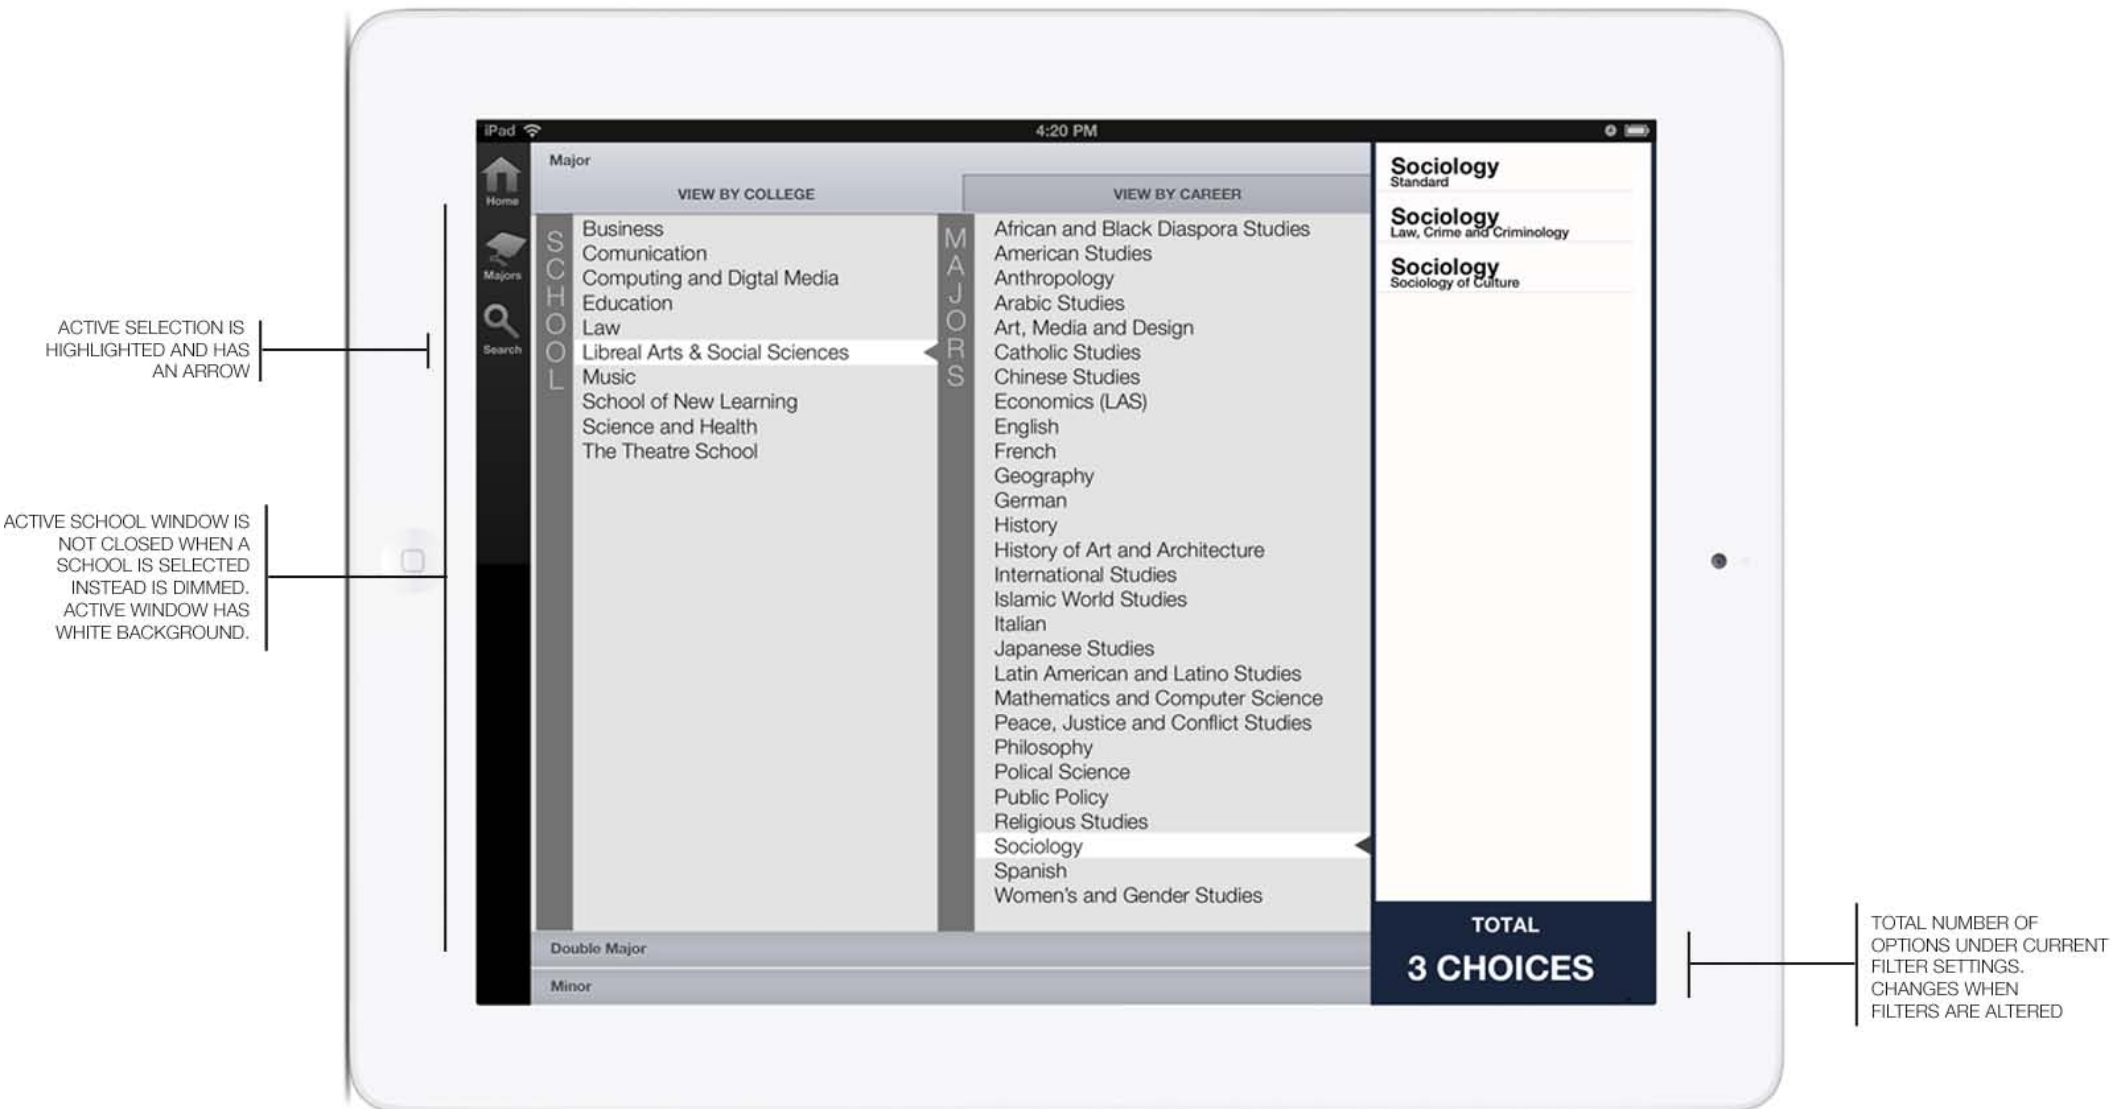 iPad
4:20 PM
Home
Majors
Search
Major
VIEW BY COLLEGE
VIEW BY CAREER
SCHOOL
Business
Comunication
Computing and Digtal Media
Education
Law
Libreal Arts & Social Sciences
Music
School of New Learning
Science and Health
The Theatre School
MAJORS
African and Black Diaspora Studies
American Studies
Anthropology
Arabic Studies
Art, Media and Design
Catholic Studies
Chinese Studies
Economics (LAS)
English
French
Geography
German
History
History of Art and Architecture
International Studies
Islamic World Studies
Italian
Japanese Studies
Latin American and Latino Studies
Mathematics and Computer Science
Peace, Justice and Conflict Studies
Philosophy
Polical Science
Public Policy
Religious Studies
Sociology
Spanish
Women's and Gender Studies
Double Major
Minor
Sociology
Standard
Sociology
Law, Crime and Criminology
Sociology
Sociology of Culture
TOTAL
3 CHOICES
ACTIVE SELECTION IS
HIGHLIGHTED AND HAS
AN ARROW
ACTIVE SCHOOL WINDOW IS
NOT CLOSED WHEN A
SCHOOL IS SELECTED
INSTEAD IS DIMMED.
ACTIVE WINDOW HAS
WHITE BACKGROUND.
TOTAL NUMBER OF
OPTIONS UNDER CURRENT
FILTER SETTINGS.
CHANGES WHEN
FILTERS ARE ALTERED